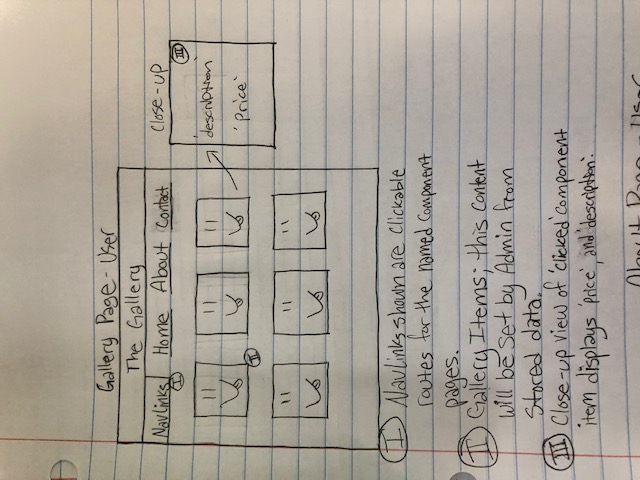 Gallery Page - User
The Gallery
NavLinks Home About Contact
I
II
Close-up
III
'description'
'price'
I NavLinks shown are clickable
routes for the named component
pages.
II Gallery Items; this content
will be set by Admin from
stored data.
III Close-up view of 'clicked' component
item displays 'price', and 'description'.
About Page - User